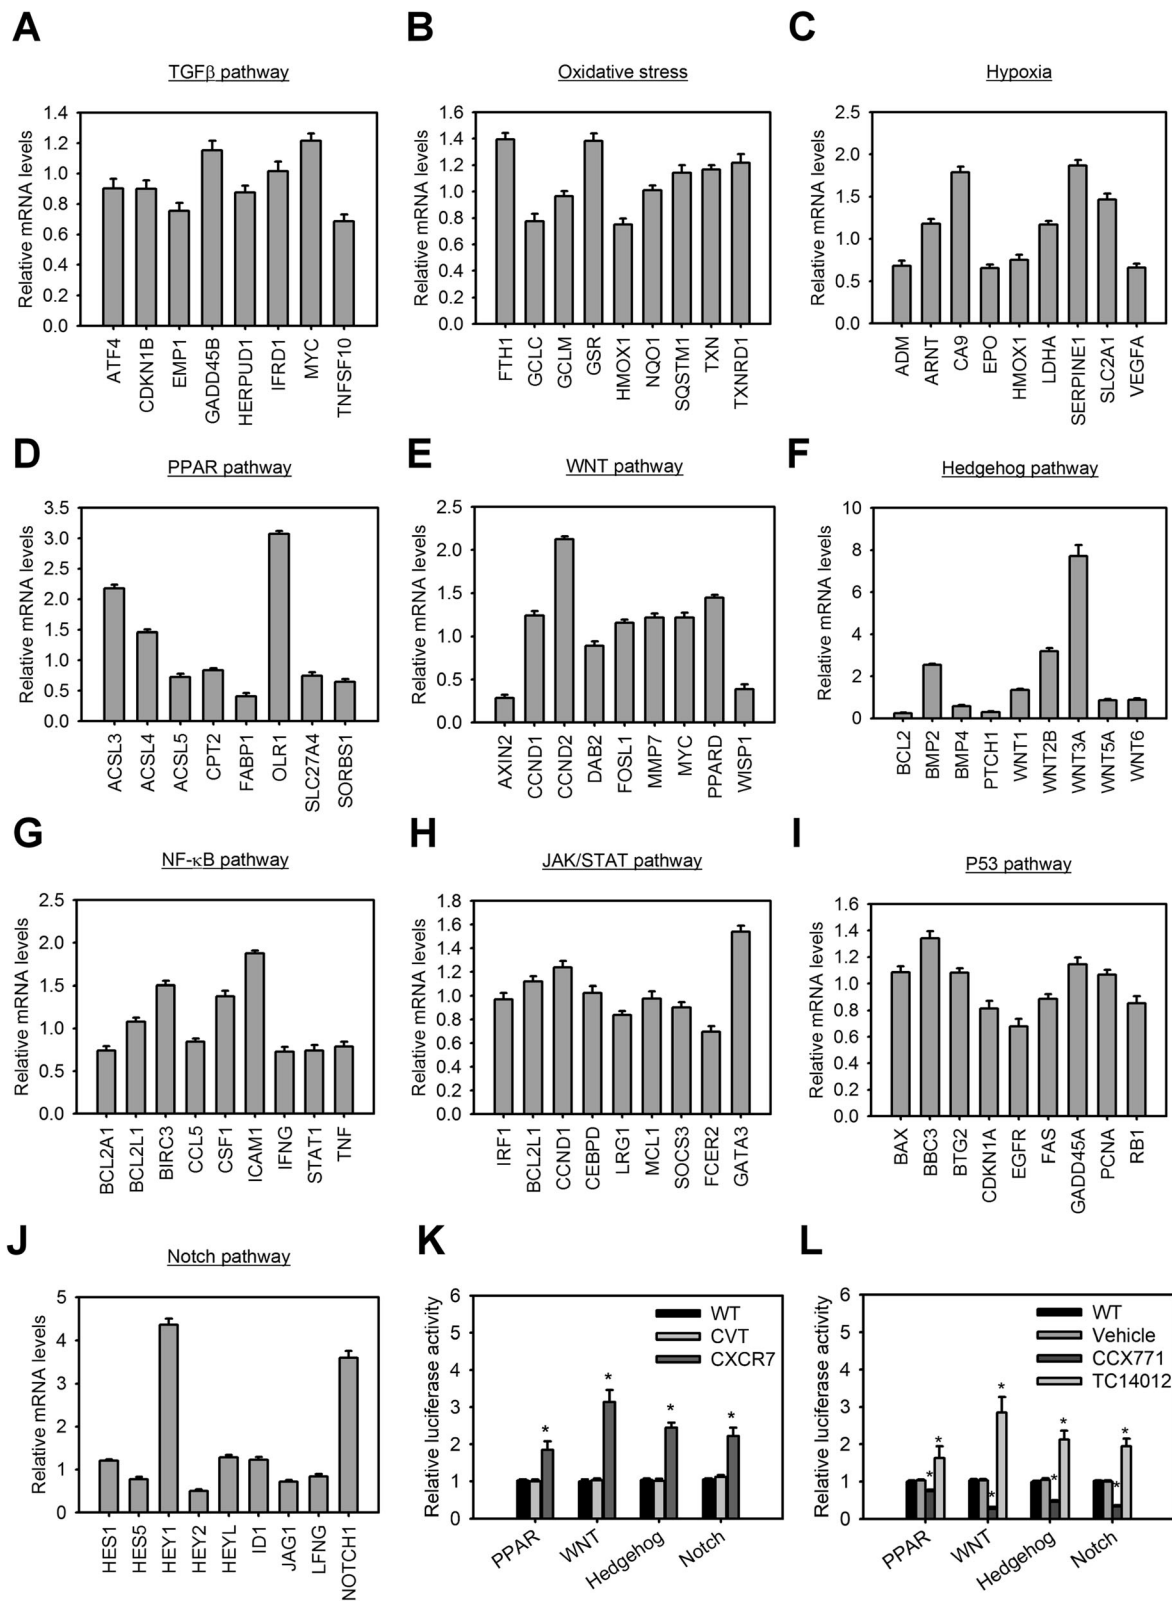 A
B
C
TGFβ pathway
Oxidative stress
Hypoxia
Relative mRNA levels
1.4
1.2
1.0
0.8
0.6
0.4
0.2
0.0
ATF4
CDKN1B
EMP1
GADD45B
HERPUD1
IFRD1
MYC
TNFSF10
Relative mRNA levels
1.6
1.4
1.2
1.0
0.8
0.6
0.4
0.2
0.0
FTH1
GCLC
GCLM
GSR
HMOX1
NQO1
SQSTM1
TXN
TXNRD1
Relative mRNA levels
2.5
2.0
1.5
1.0
0.5
0.0
ADM
ARNT
CA9
EPO
HMOX1
LDHA
SERPINE1
SLC2A1
VEGFA
D
E
F
PPAR pathway
WNT pathway
Hedgehog pathway
Relative mRNA levels
3.5
3.0
2.5
2.0
1.5
1.0
0.5
0.0
ACSL3
ACSL4
ACSL5
CPT2
FABP1
OLR1
SLC27A4
SORBS1
Relative mRNA levels
2.5
2.0
1.5
1.0
0.5
0.0
AXIN2
CCND1
CCND2
DAB2
FOSL1
MMP7
MYC
PPARD
WISP1
Relative mRNA levels
10
8
6
4
2
0
BCL2
BMP2
BMP4
PTCH1
WNT1
WNT2B
WNT3A
WNT5A
WNT6
G
H
I
NF-κB pathway
JAK/STAT pathway
P53 pathway
Relative mRNA levels
2.5
2.0
1.5
1.0
0.5
0.0
BCL2A1
BCL2L1
BIRC3
CCL5
CSF1
ICAM1
IFNG
STAT1
TNF
Relative mRNA levels
1.8
1.6
1.4
1.2
1.0
0.8
0.6
0.4
0.2
0.0
IRF1
BCL2L1
CCND1
CEBPD
LRG1
MCL1
SOCS3
FCER2
GATA3
Relative mRNA levels
1.6
1.4
1.2
1.0
0.8
0.6
0.4
0.2
0.0
BAX
BBC3
BTG2
CDKN1A
EGFR
FAS
GADD45A
PCNA
RB1
J
K
L
Notch pathway
Relative mRNA levels
5
4
3
2
1
0
HES1
HES5
HEY1
HEY2
HEYL
ID1
JAG1
LFNG
NOTCH1
Relative luciferase activity
6
5
4
3
2
1
0
WT
CVT
CXCR7
* * * *
PPAR
WNT
Hedgehog
Notch
Relative luciferase activity
6
5
4
3
2
1
0
WT
Vehicle
CCX771
TC14012
* * * * * * * *
PPAR
WNT
Hedgehog
Notch